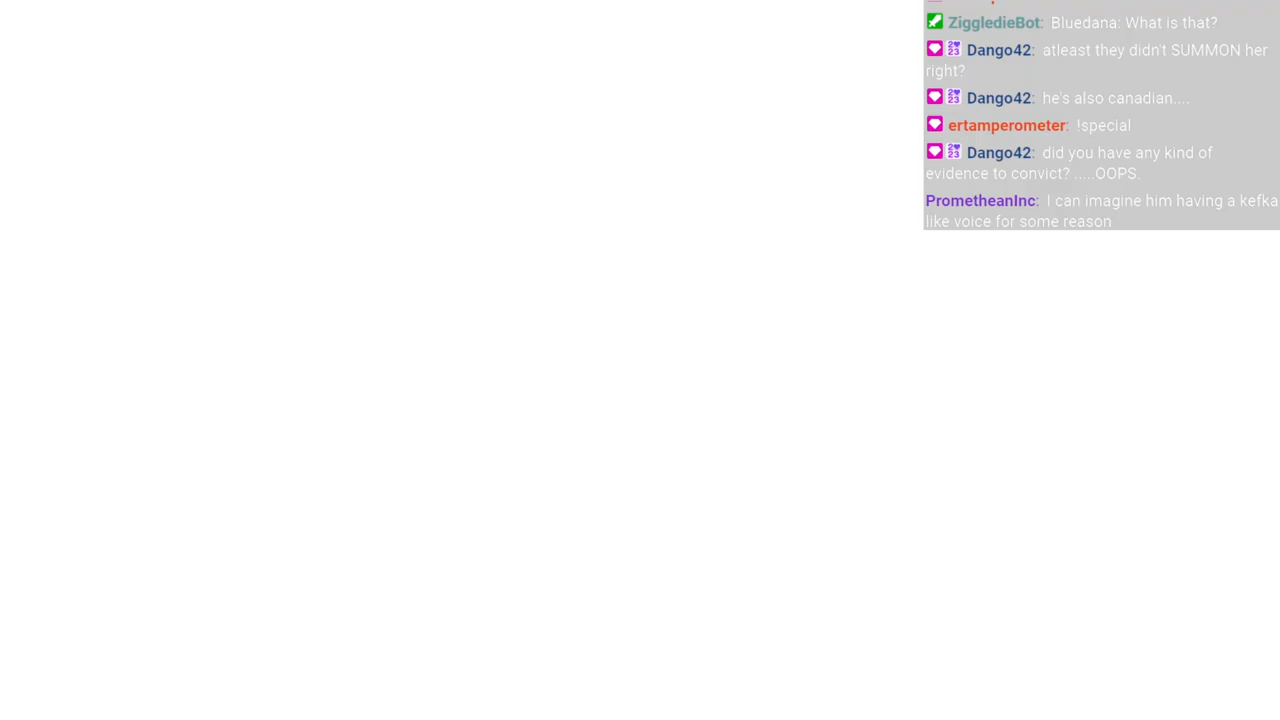 ZiggledieBot: Bluedana: What is that?
Dango42: atleast they didn't SUMMON her
right?
Dango42: he's also canadian....
ertamperometer: !special
Dango42: did you have any kind of
evidence to convict? .....OOPS.
PrometheanInc: I can imagine him having a kefka
like voice for some reason